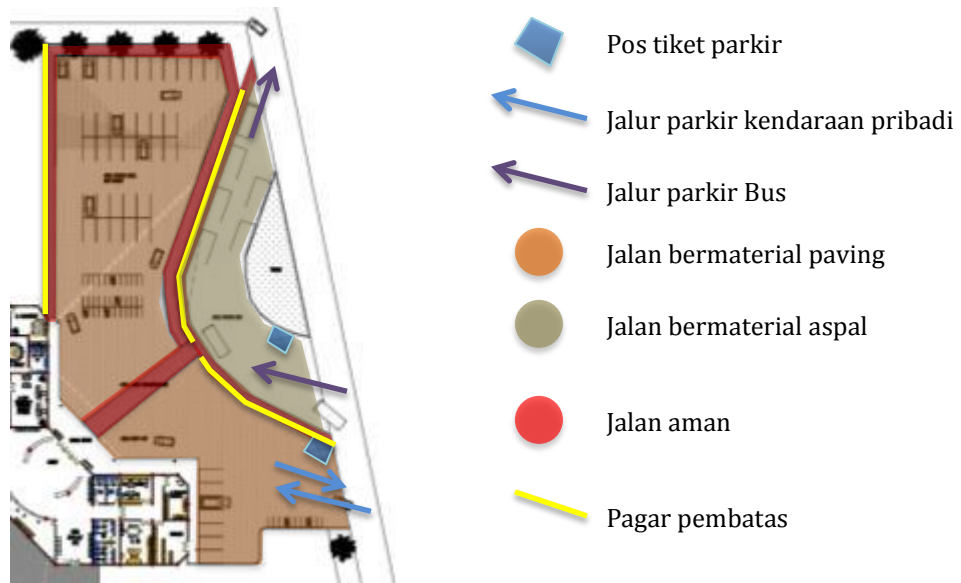 Pos tiket parkir
Jalur parkir kendaraan pribadi
Jalur parkir Bus
Jalan bermaterial paving
Jalan bermaterial aspal
Jalan aman
Pagar pembatas